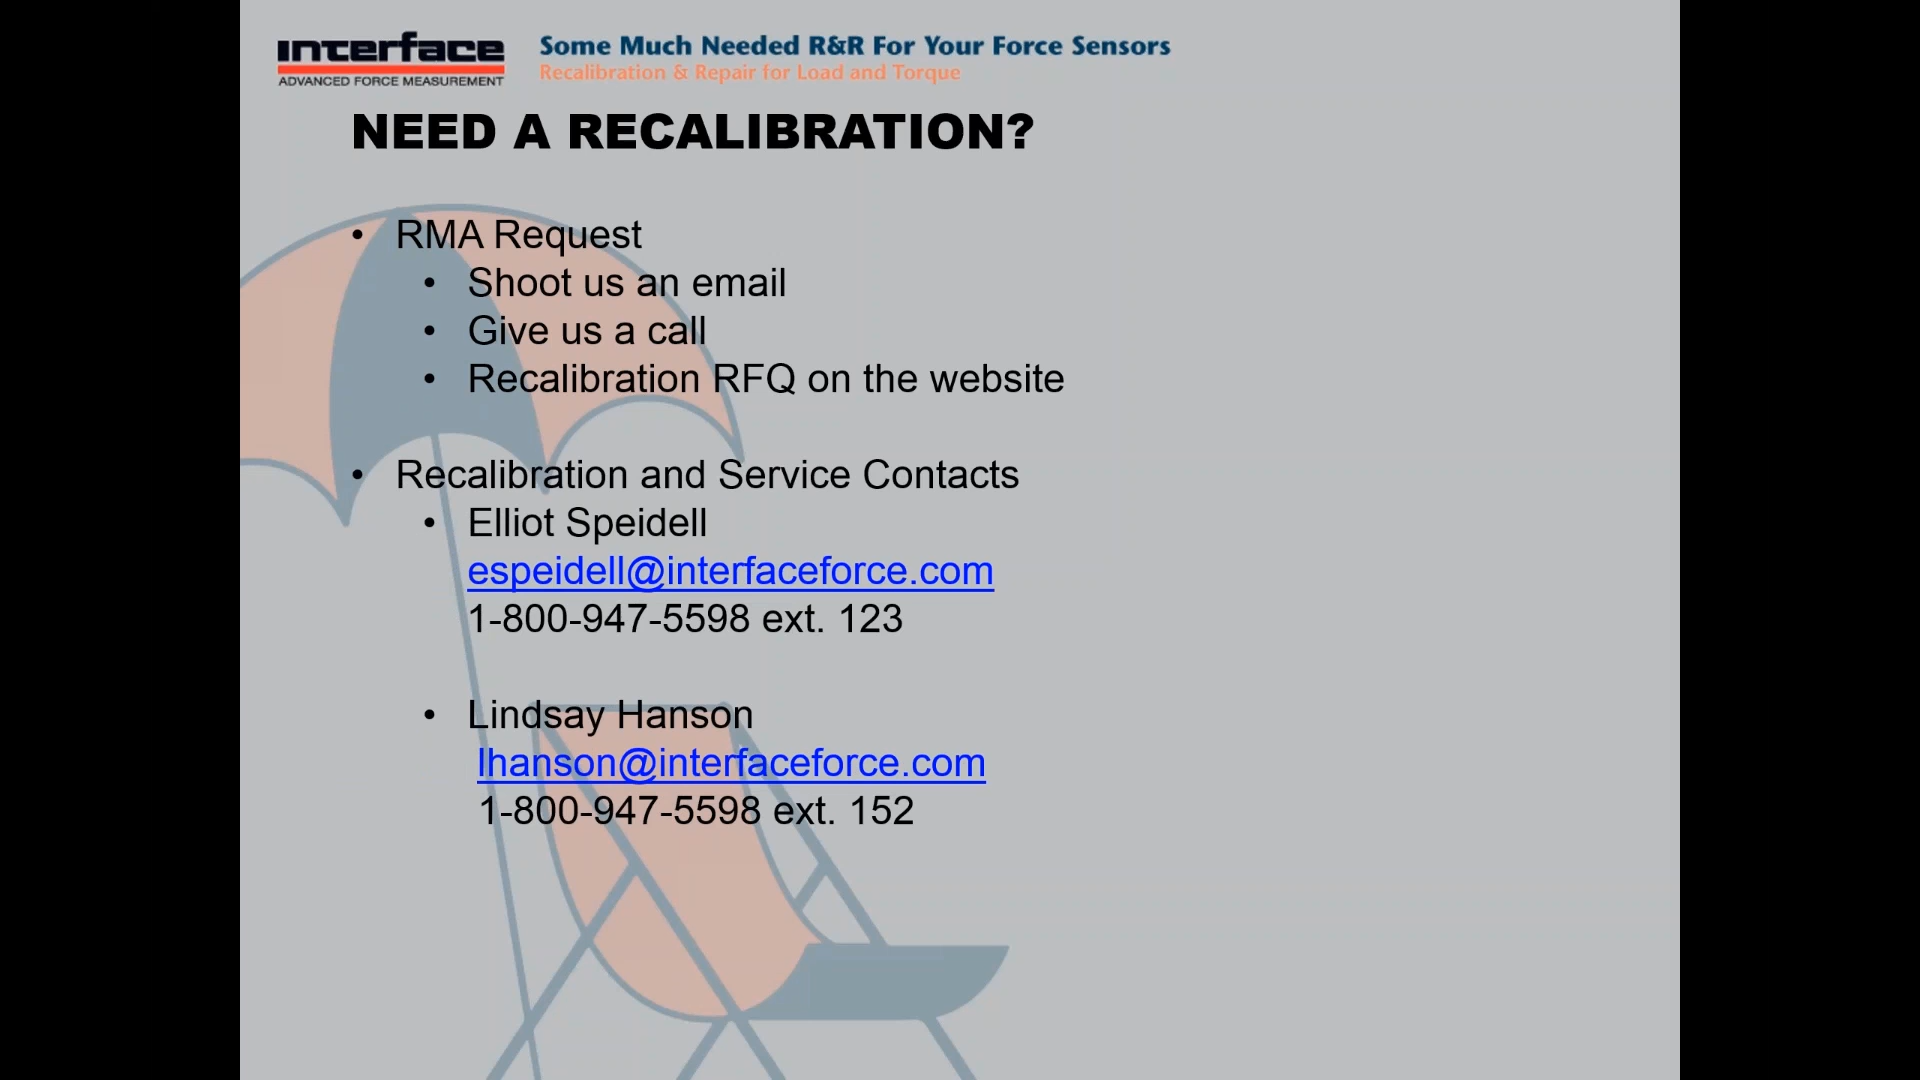 interface
ADVANCED FORCE MEASUREMENT
Some Much Needed R&R For Your Force Sensors
Recalibration & Repair for Load and Torque
NEED A RECALIBRATION?
• RMA Request
• Shoot us an email
• Give us a call
• Recalibration RFQ on the website
• Recalibration and Service Contacts
• Elliot Speidell
espeidell@interfaceforce.com
1-800-947-5598 ext. 123
• Lindsay Hanson
lhanson@interfaceforce.com
1-800-947-5598 ext. 152